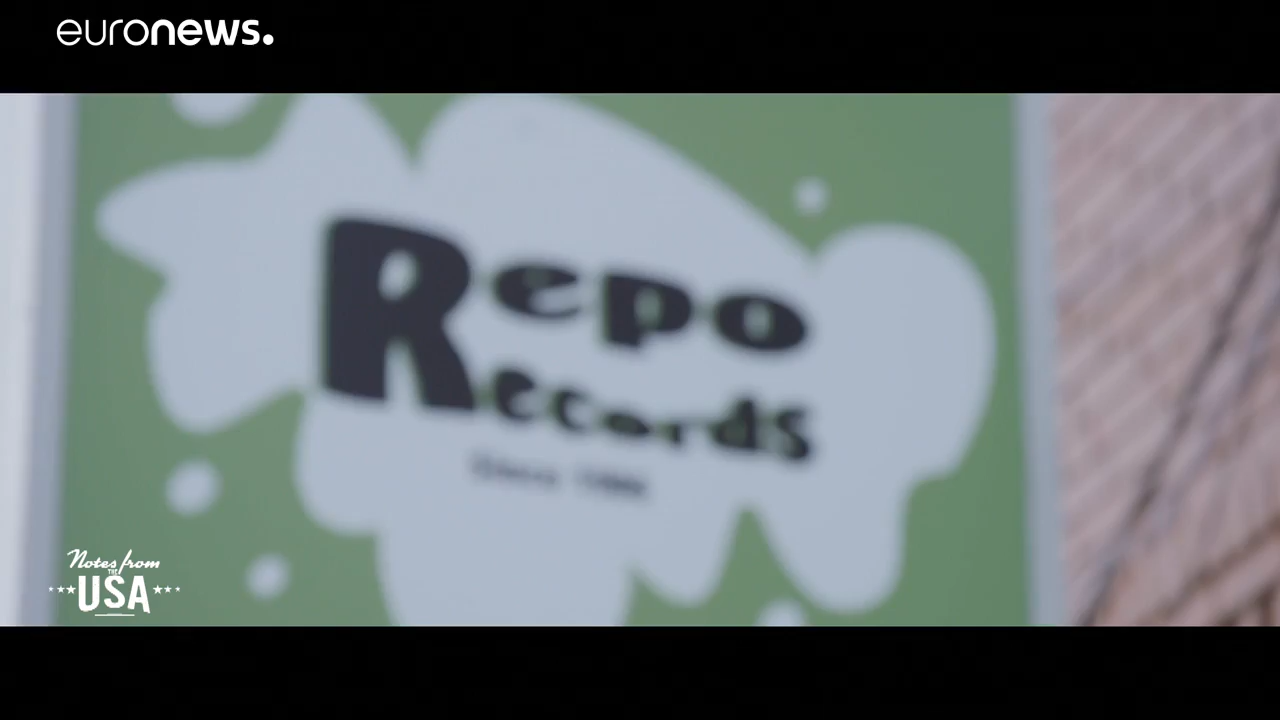 euronews.
Repo
Records
Since 1986
Notes from
THE
USA